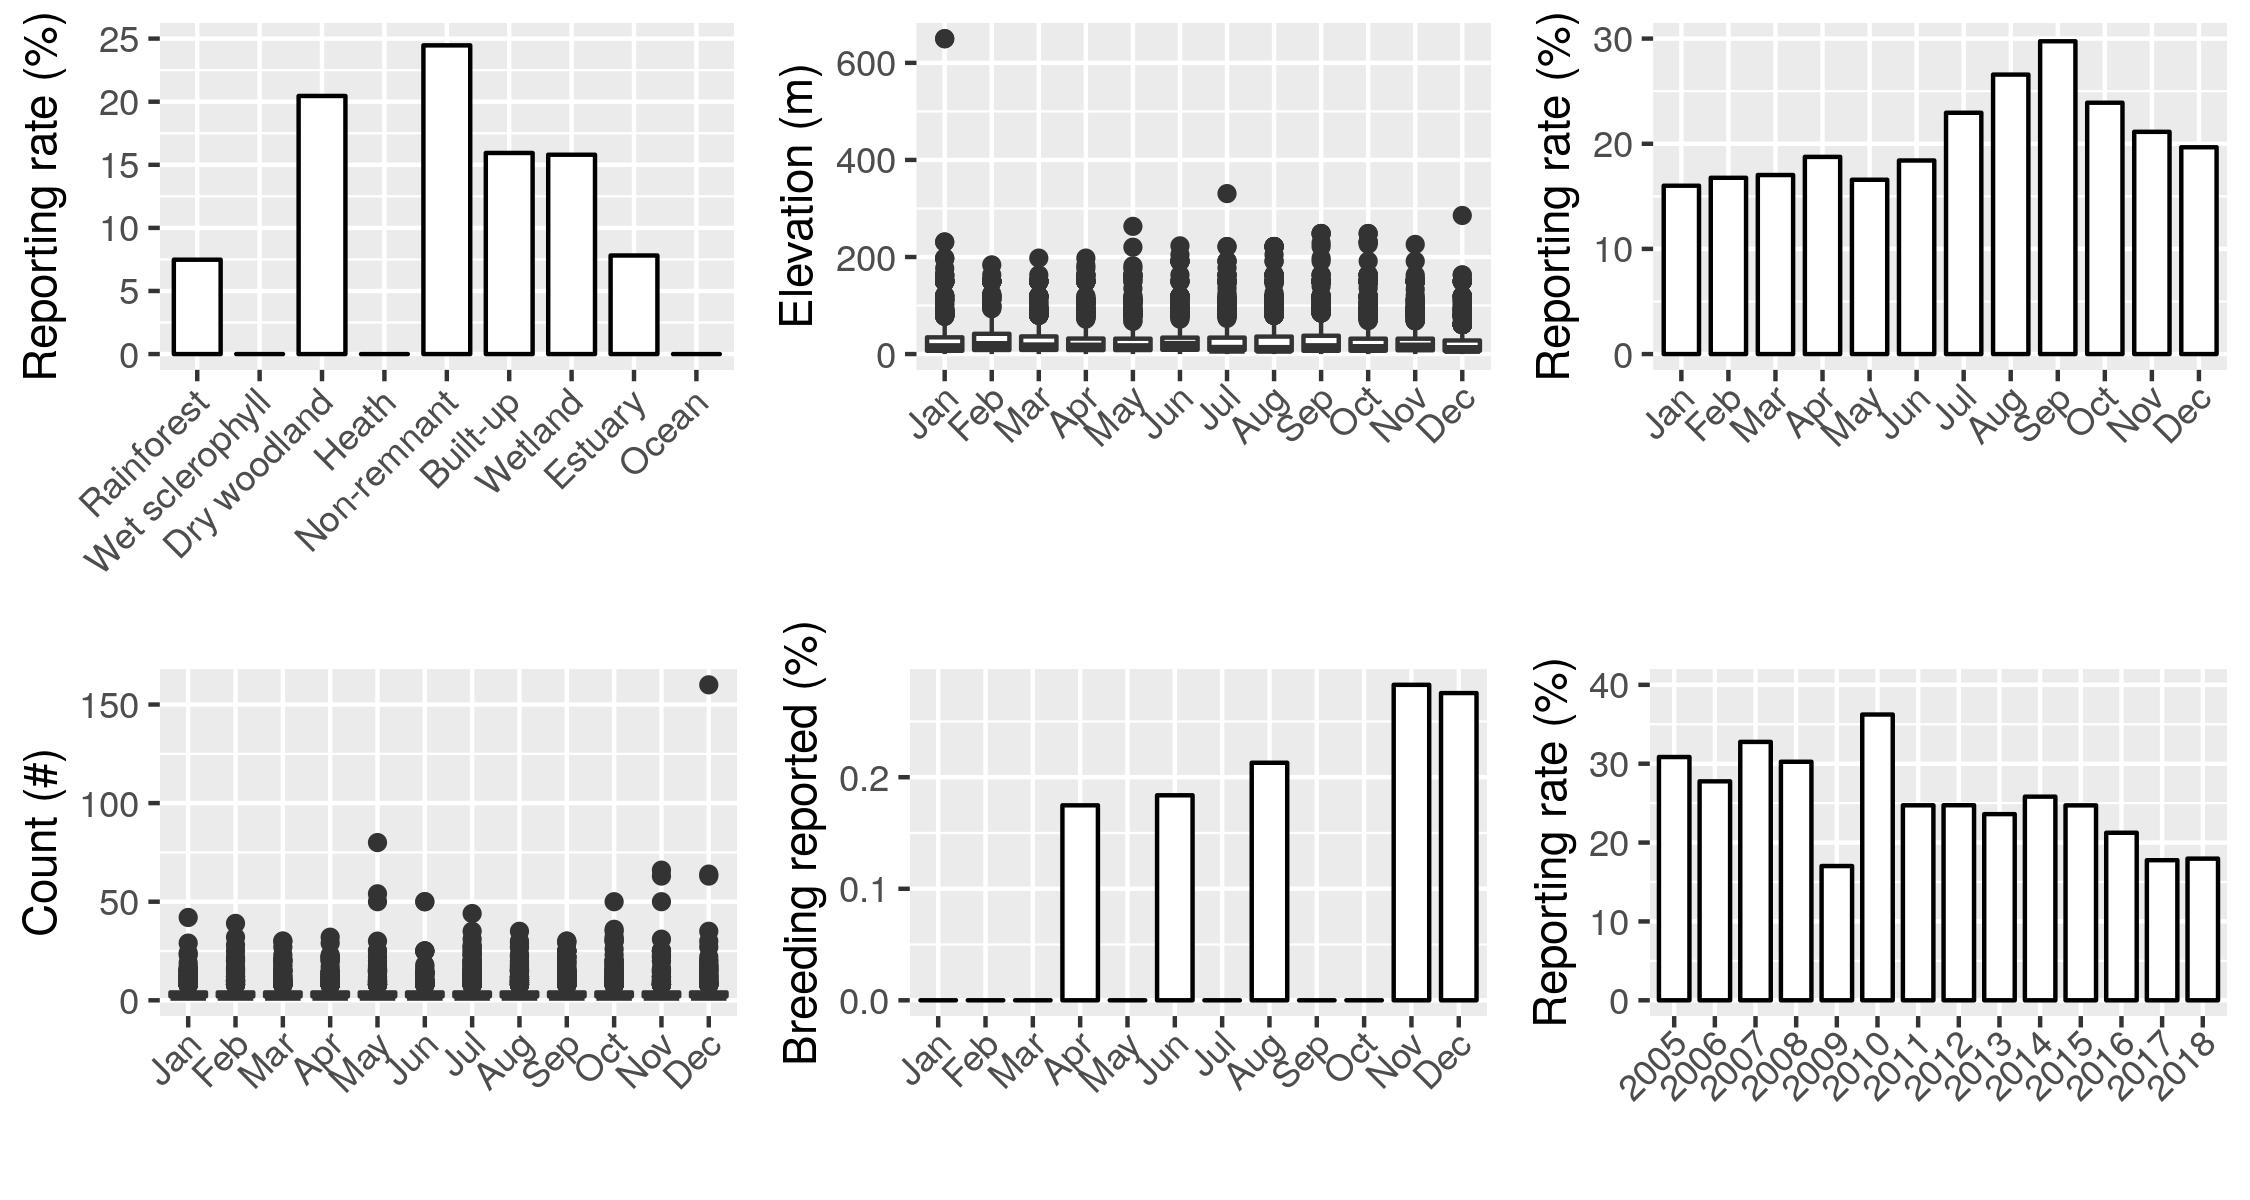 Reporting rate (%)
25
20
15
10
5
0
Rainforest
Wet sclerophyll
Dry woodland
Heath
Non-remnant
Built-up
Wetland
Estuary
Ocean
Elevation (m)
600
400
200
0
Jan
Feb
Mar
Apr
May
Jun
Jul
Aug
Sep
Oct
Nov
Dec
Reporting rate (%)
30
20
10
0
Jan
Feb
Mar
Apr
May
Jun
Jul
Aug
Sep
Oct
Nov
Dec
Count (#)
150
100
50
0
Jan
Feb
Mar
Apr
May
Jun
Jul
Aug
Sep
Oct
Nov
Dec
Breeding reported (%)
0.2
0.1
0.0
Jan
Feb
Mar
Apr
May
Jun
Jul
Aug
Sep
Oct
Nov
Dec
Reporting rate (%)
40
30
20
10
0
2005
2006
2007
2008
2009
2010
2011
2012
2013
2014
2015
2016
2017
2018